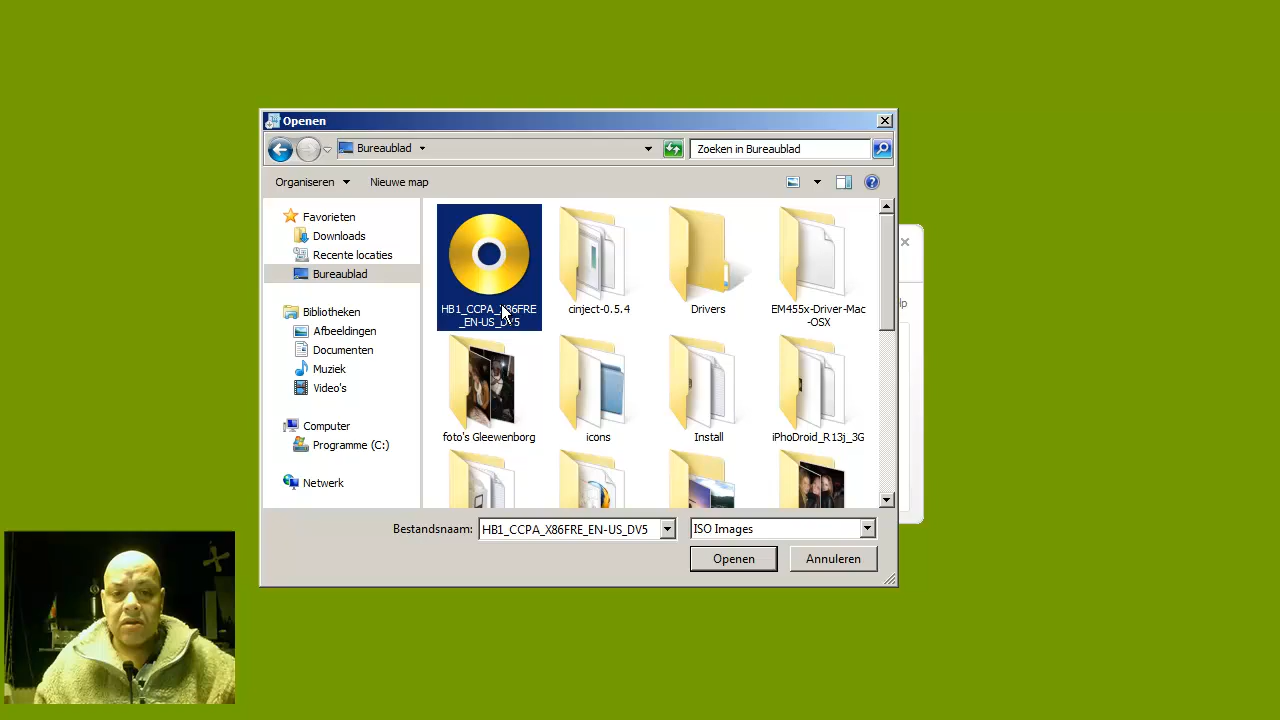 Openen
Bureaublad
Zoeken in Bureaublad
Organiseren
Nieuwe map
Favorieten
Downloads
Recente locaties
Bureaublad
Bibliotheken
Afbeeldingen
Documenten
Muziek
Video's
Computer
Programme (C:)
Netwerk
HB1_CCPA_X86FRE
_EN-US_DV5
cinject-0.5.4
Drivers
EM455x-Driver-Mac
-OSX
foto's Gleewenborg
icons
Install
iPhoDroid_R13j_3G
Bestandsnaam:
HB1_CCPA_X86FRE_EN-US_DV5
ISO Images
Openen
Annuleren